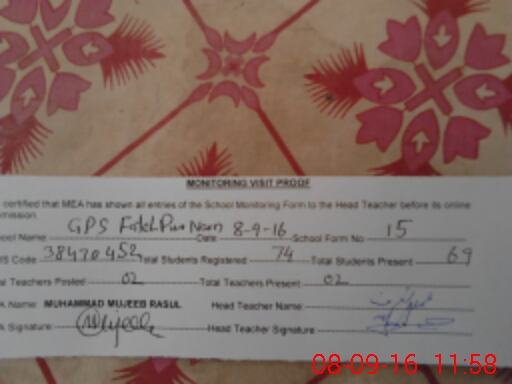 MONITORING VISIT PROOF
certified that MEA has shown all entries of the School Monitoring Form to the Head Teacher before its online
mission.
ool Name: GPS Date 8-9-16 School Form No 15
IS Code 38470452 Total Students Registered 74 Total Students Present 69
al Teachers Posted 02 Total Teachers Present 02
A Name: MUHAMMAD MUJEEB RASUL Head Teacher Name:
A Signature: Mujeeb Head Teacher Signature
08-09-16 11:58